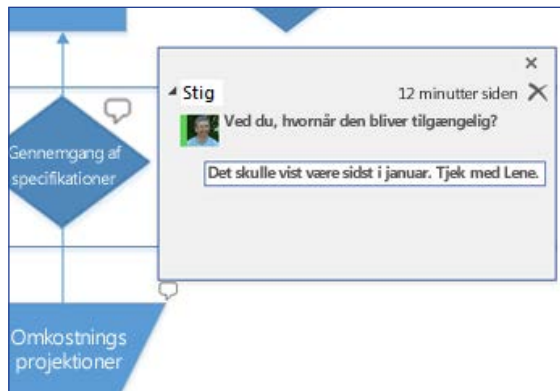 Stig
12 minutter siden
Ved du, hvornår den bliver tilgængelig?
Det skulle vist være sidst i januar. Tjek med Lene.
Gennemgang af
specifikationer
Omkostnings
projektioner